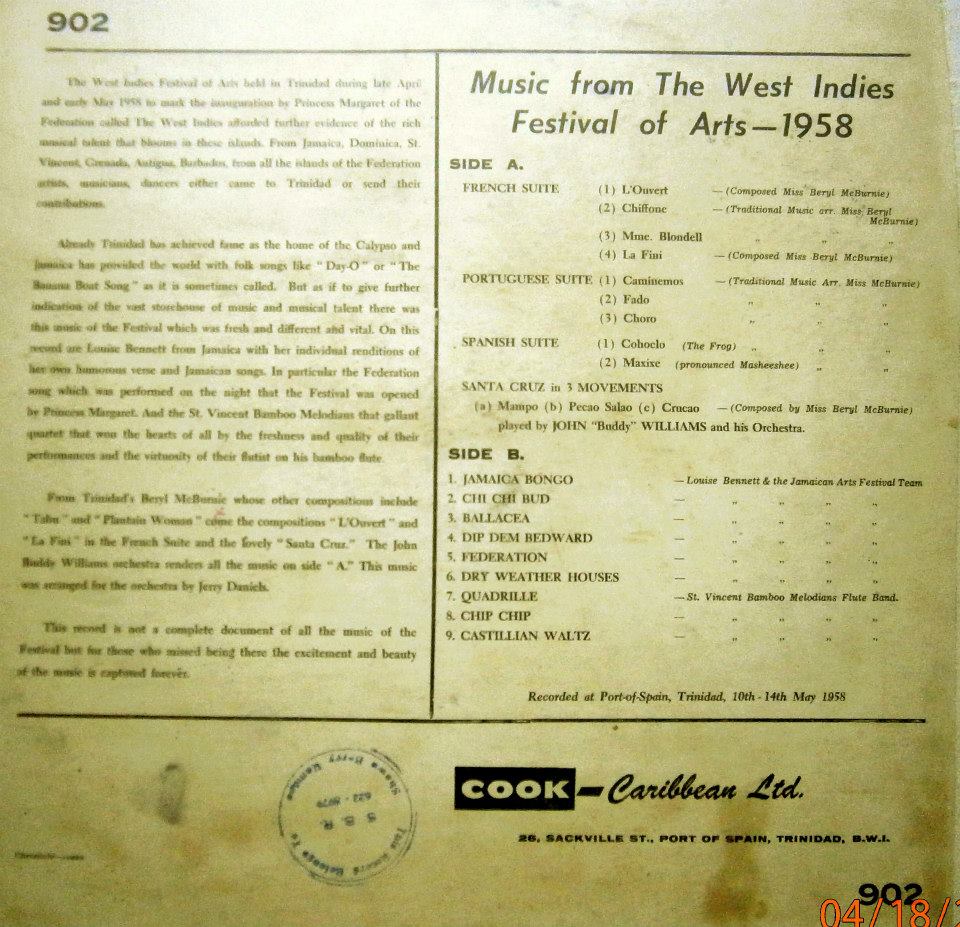 902
The West Indies Festival of Arts held in Trinidad during late April
and early May 1958 to mark the inauguration by Princess Margaret of the
Federation called The West Indies afforded further evidence of the rich
musical talent that blooms in these islands. From Jamaica, Dominica, St.
Vincent, Grenada, Antigua, Barbados, from all the islands of the Federation
artists, musicians, dancers either came to Trinidad or send their
contributions.
Already Trinidad has achieved fame as the home of the Calypso and
Jamaica has provided the world with folk songs like "Day-O" or "The
Banana Boat Song" as it is sometimes called. But as if to give further
indication of the vast storehouse of music and musical talent there was
this music of the Festival which was fresh and different and vital. On this
record are Louise Bennett from Jamaica with her individual renditions of
her own humorous verse and Jamaican songs. In particular the Federation
song which was performed on the night that the Festival was opened
by Princess Margaret. And the St. Vincent Bamboo Melodians that gallant
quartet that won the hearts of all by the freshness and quality of their
performances and the virtuosity of their flutist on his bamboo flute.
From Trinidad's Beryl McBurnie whose other compositions include
"Tabu" and "Plantain Woman" come the compositions "L'Ouvert" and
"La Fini" in the French Suite and the lovely "Santa Cruz." The John
Buddy Williams orchestra renders all the music on side "A." This music
was arranged for the orchestra by Jerry Daniels.
This record is not a complete document of all the music of the
Festival but for those who missed being there the excitement and beauty
of the music is captured forever.
Music from The West Indies
Festival of Arts—1958
SIDE A.
FRENCH SUITE (1) L'Ouvert —(Composed Miss Beryl McBurnie)
(2) Chiffone —(Traditional Music arr. Miss Beryl
McBurnie)
(3) Mme. Blondell " " "
(4) La Fini —(Composed Miss Beryl McBurnie)
PORTUGUESE SUITE (1) Caminemos —(Traditional Music Arr. Miss McBurnie)
(2) Fado " " "
(3) Choro " " "
SPANISH SUITE (1) Cohoclo (The Frog) " " "
(2) Maxixe (pronounced Masheeshee) " "
SANTA CRUZ in 3 MOVEMENTS
(a) Mampo (b) Pecao Salao (c) Crucao —(Composed by Miss Beryl McBurnie)
played by JOHN "Buddy" WILLIAMS and his Orchestra.
SIDE B.
1. JAMAICA BONGO —Louise Bennett & the Jamaican Arts Festival Team
2. CHI CHI BUD — " " " "
3. BALLACEA — " " " "
4. DIP DEM BEDWARD — " " " "
5. FEDERATION — " " " "
6. DRY WEATHER HOUSES — " " " "
7. QUADRILLE —St. Vincent Bamboo Melodians Flute Band.
8. CHIP CHIP — " " " "
9. CASTILLIAN WALTZ — " " " "
Recorded at Port-of-Spain, Trinidad, 10th - 14th May 1958
This Record Belongs To
S B R
622 - 
Shawn Berry
COOK—Caribbean Ltd.
26, SACKVILLE ST., PORT OF SPAIN, TRINIDAD, B.W.I.
902
04/18/